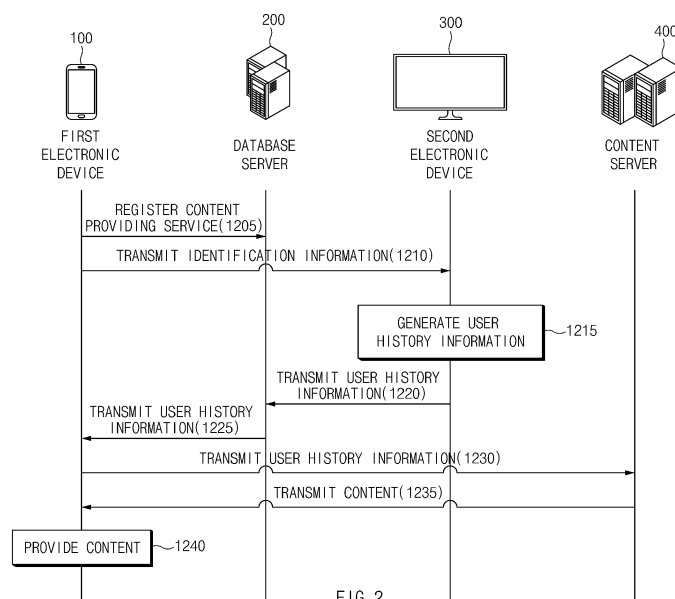 100
200
300
400
FIRST
ELECTRONIC
DEVICE
DATABASE
SERVER
SECOND
ELECTRONIC
DEVICE
CONTENT
SERVER
REGISTER CONTENT
PROVIDING SERVICE(1205)
TRANSMIT IDENTIFICATION INFORMATION(1210)
GENERATE USER
HISTORY INFORMATION
1215
TRANSMIT USER HISTORY
INFORMATION(1220)
TRANSMIT USER HISTORY
INFORMATION(1225)
TRANSMIT USER HISTORY INFORMATION(1230)
TRANSMIT CONTENT(1235)
PROVIDE CONTENT
1240
FIG.2